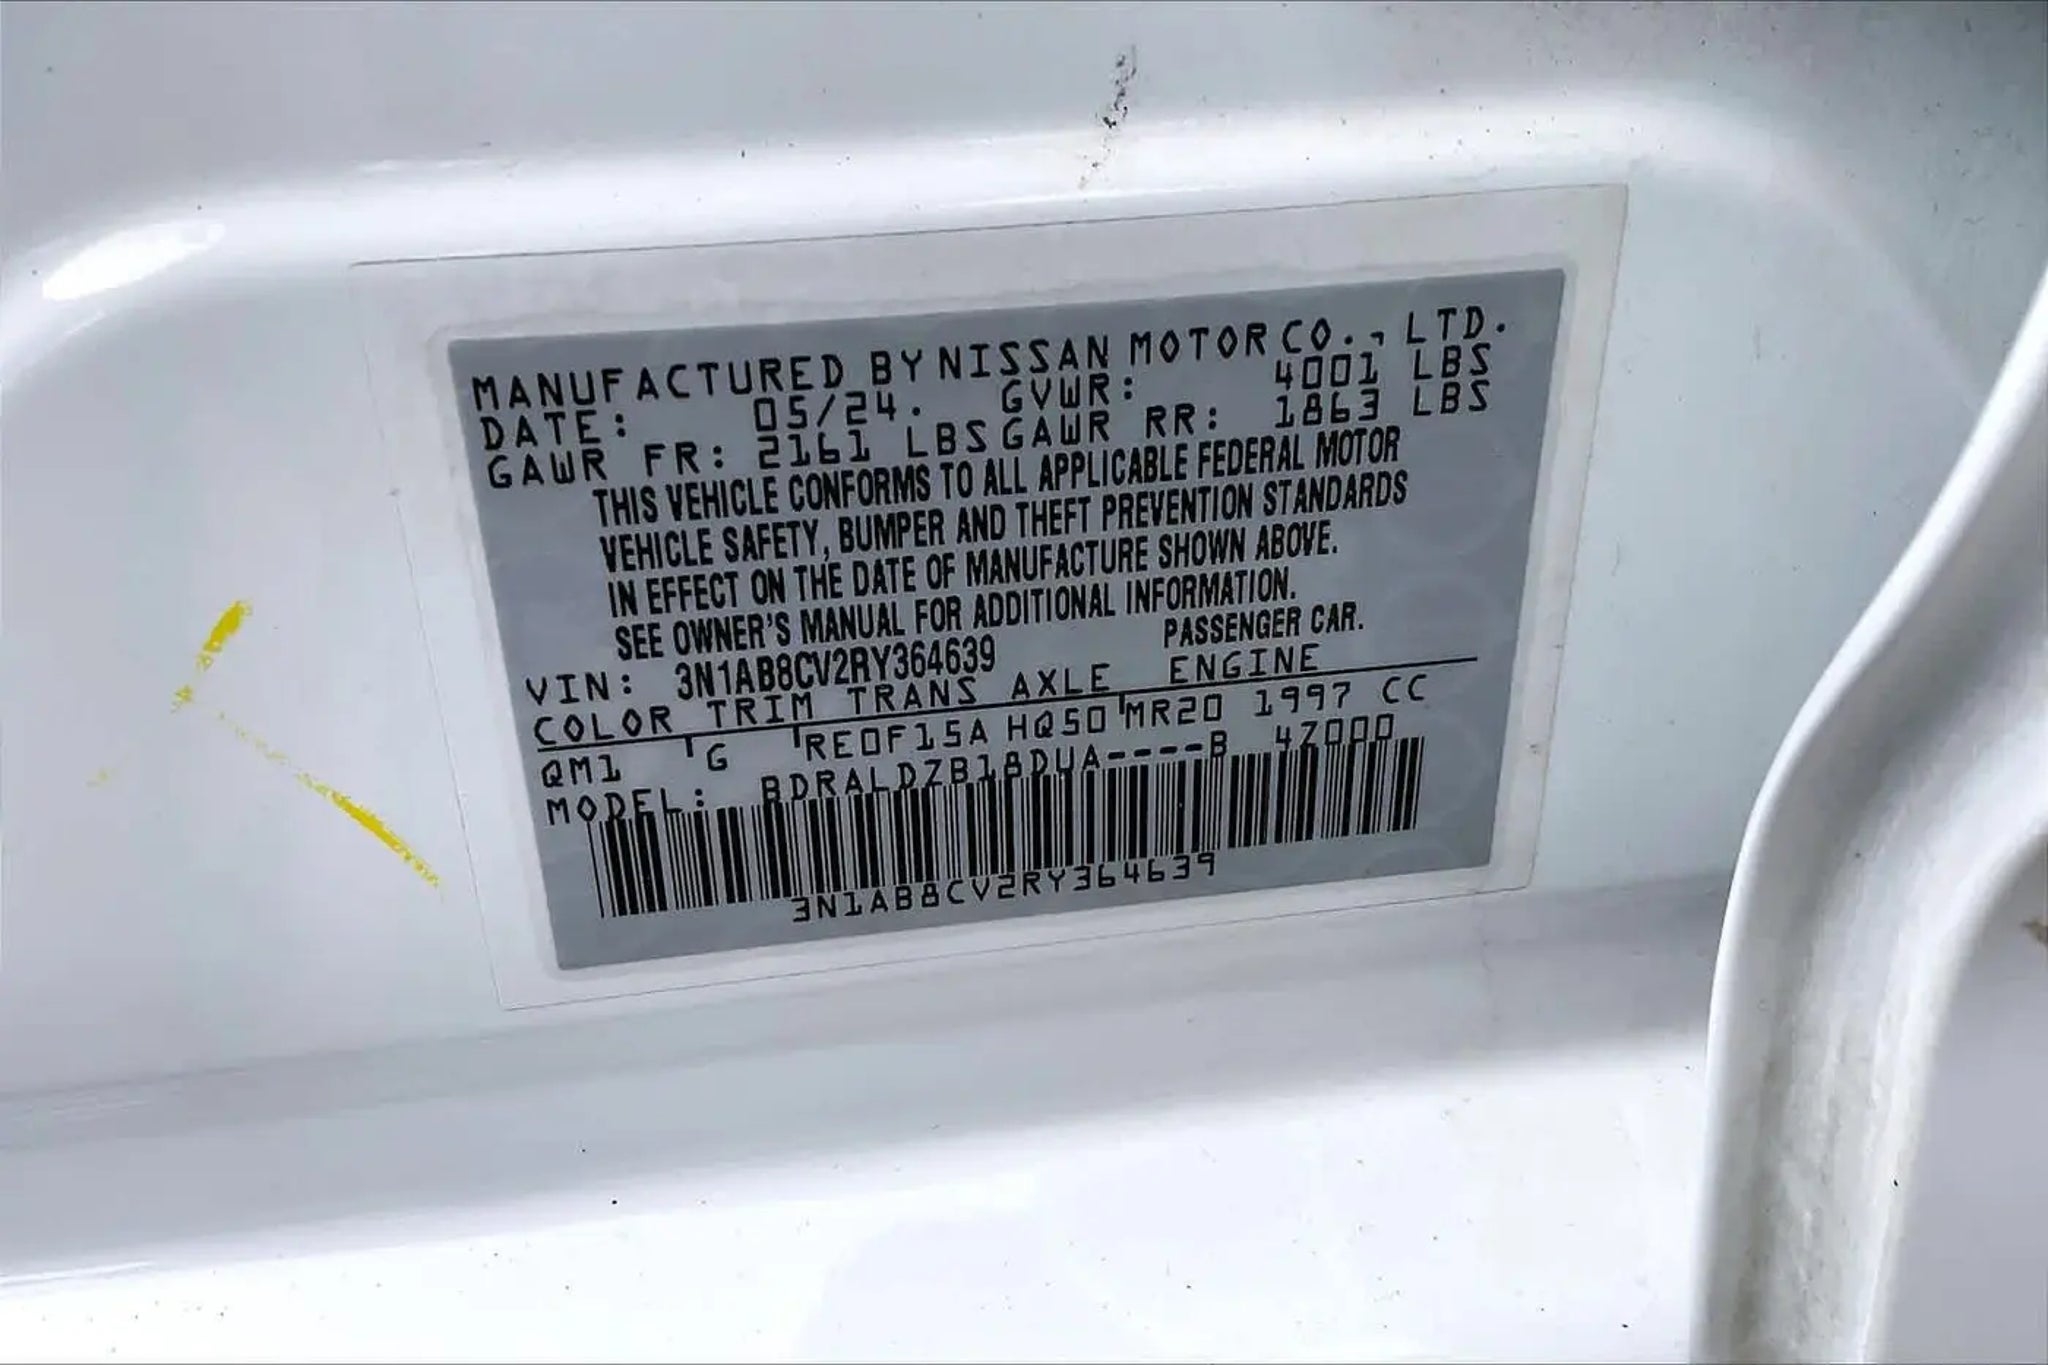 MANUFACTURED BY NISSAN MOTOR CO., LTD.
DATE: 05/24. GVWR: 4001 LBS
GAWR FR: 2161 LBS GAWR RR: 1863 LBS
THIS VEHICLE CONFORMS TO ALL APPLICABLE FEDERAL MOTOR
VEHICLE SAFETY, BUMPER AND THEFT PREVENTION STANDARDS
IN EFFECT ON THE DATE OF MANUFACTURE SHOWN ABOVE.
SEE OWNER'S MANUAL FOR ADDITIONAL INFORMATION.
VIN: 3N1AB8CV2RY364639 PASSENGER CAR.
COLOR TRIM TRANS AXLE ENGINE
QM1 G RE0F15A HQ50 MR20 1997 CC
MODEL: BDRALDZB18DUA----B 4Z000
3N1AB8CV2RY364639